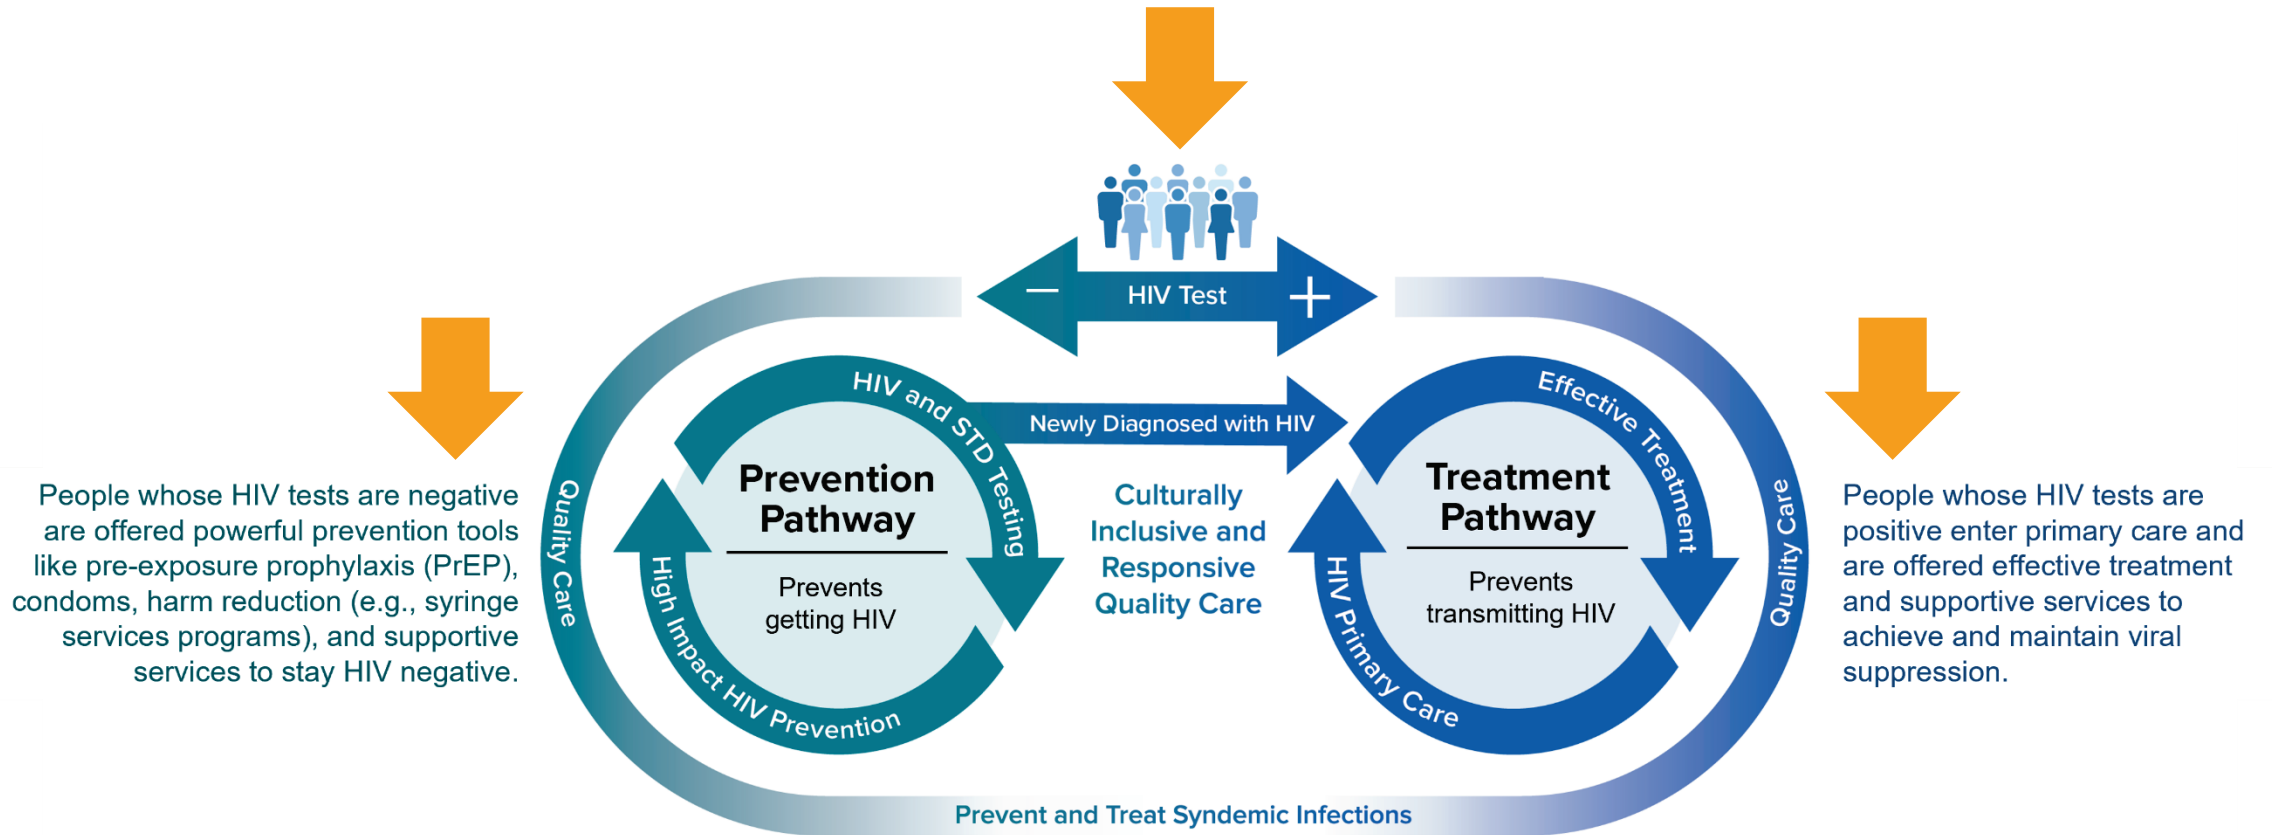 − HIV Test +
HIV and STD Testing
Newly Diagnosed with HIV
Effective Treatment
Prevention
Pathway
Prevents
getting HIV
High Impact HIV Prevention
Culturally
Inclusive and
Responsive
Quality Care
Treatment
Pathway
Prevents
transmitting HIV
HIV Primary Care
Quality Care
Quality Care
People whose HIV tests are negative
are offered powerful prevention tools
like pre-exposure prophylaxis (PrEP),
condoms, harm reduction (e.g., syringe
services programs), and supportive
services to stay HIV negative.
People whose HIV tests are
positive enter primary care and
are offered effective treatment
and supportive services to
achieve and maintain viral
suppression.
Prevent and Treat Syndemic Infections